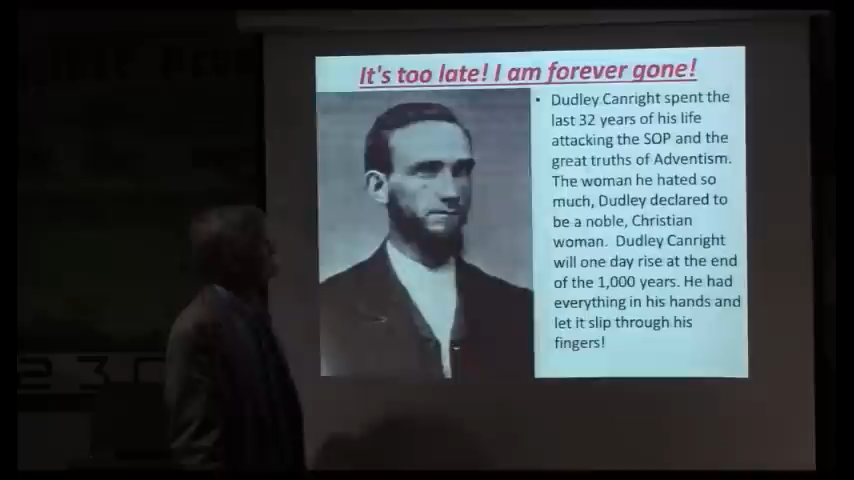 It's too late! I am forever gone!
• Dudley Canright spent the
last 32 years of his life
attacking the SOP and the
great truths of Adventism.
The woman he hated so
much, Dudley declared to
be a noble, Christian
woman. Dudley Canright
will one day rise at the end
of the 1,000 years. He had
everything in his hands and
let it slip through his
fingers!
230